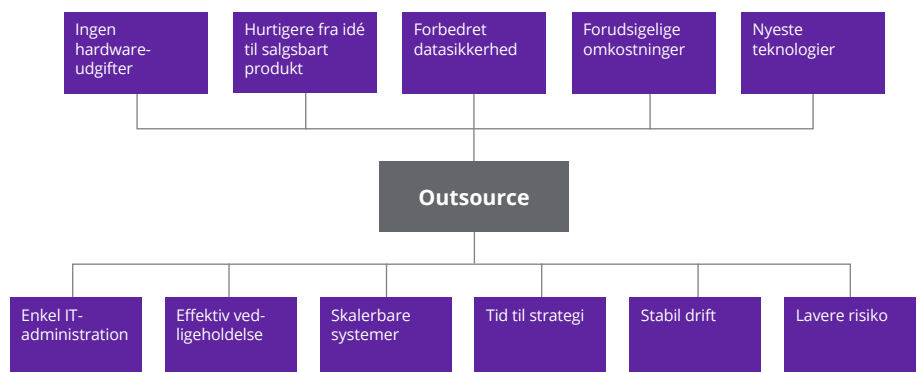 Ingen
hardware-
udgifter
Hurtigere fra idé
til salgsbart
produkt
Forbedret
datasikkerhed
Forudsigelige
omkostninger
Nyeste
teknologier
Outsource
Enkel IT-
administration
Effektiv ved-
ligeholdelse
Skalerbare
systemer
Tid til strategi
Stabil drift
Lavere risiko